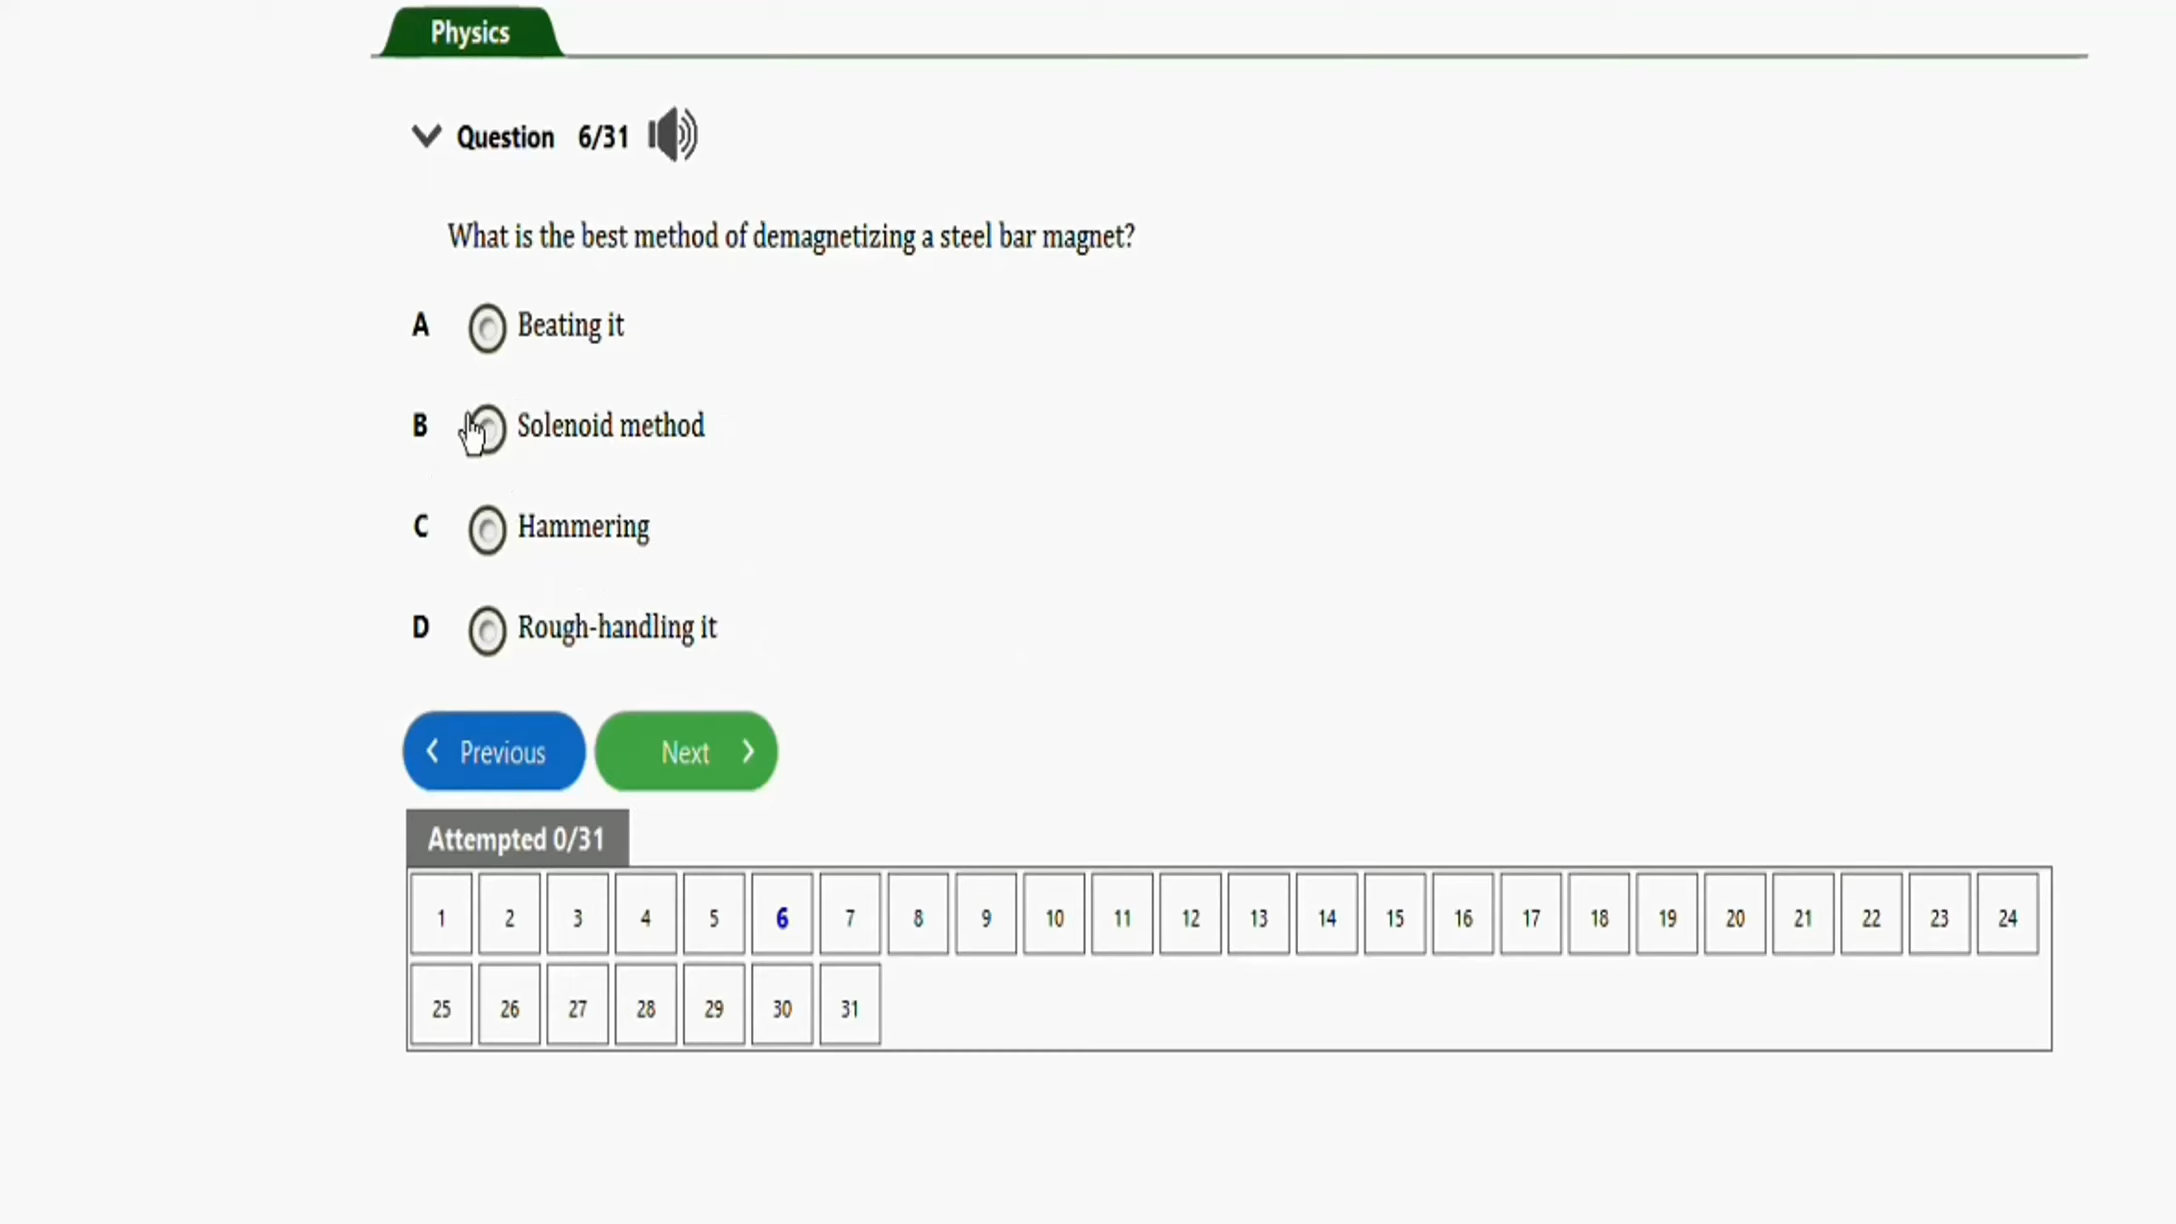 Physics
Question 6/31
What is the best method of demagnetizing a steel bar magnet?
A Beating it
B Solenoid method
C Hammering
D Rough-handling it
Previous Next
Attempted 0/31
1 2 3 4 5 6 7 8 9 10 11 12 13 14 15 16 17 18 19 20 21 22 23 24
25 26 27 28 29 30 31